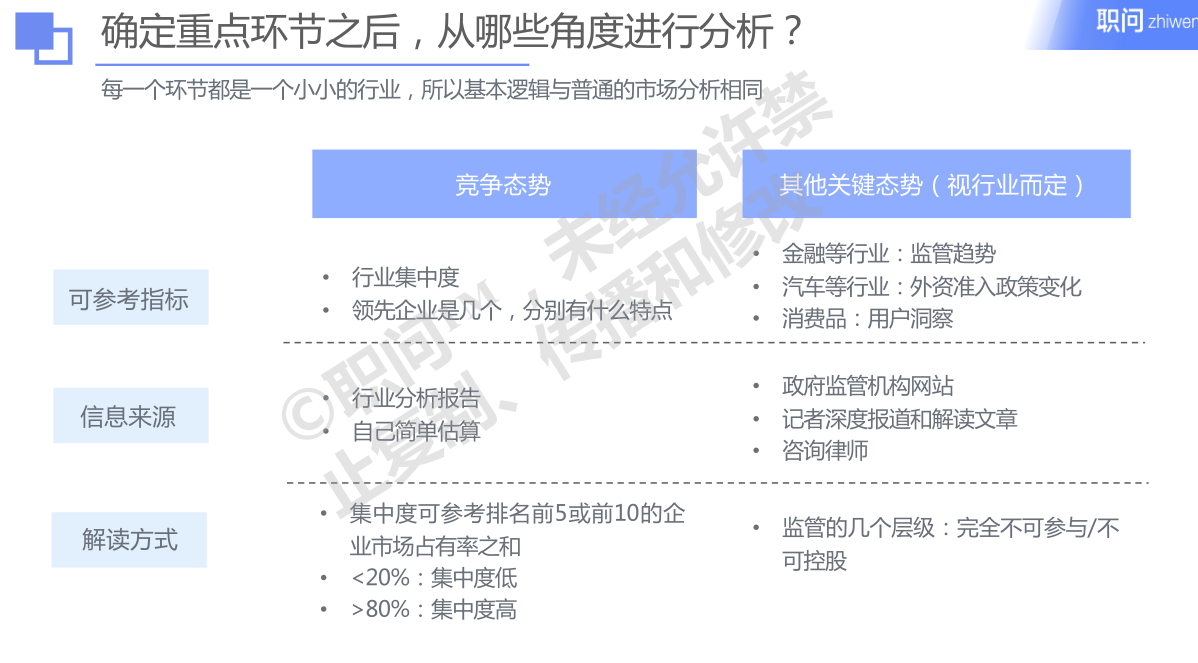 确定重点环节之后，从哪些角度进行分析？
职问 zhiwen
每一个环节都是一个小小的行业，所以基本逻辑与普通的市场分析相同
竞争态势
其他关键态势（视行业而定）
可参考指标
• 行业集中度
• 领先企业是几个，分别有什么特点
• 金融等行业：监管趋势
• 汽车等行业：外资准入政策变化
• 消费品：用户洞察
信息来源
• 行业分析报告
• 自己简单估算
• 政府监管机构网站
• 记者深度报道和解读文章
• 咨询律师
解读方式
• 集中度可参考排名前5或前10的企
业市场占有率之和
• <20%：集中度低
• >80%：集中度高
• 监管的几个层级：完全不可参与/不
可控股
©职问™，未经允许禁
止复制、传播和修改